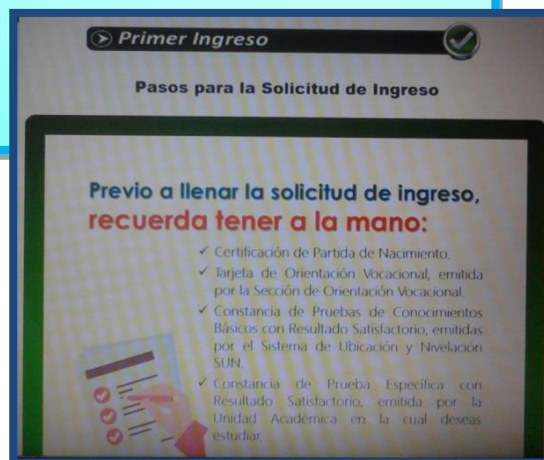 Primer Ingreso
Pasos para la Solicitud de Ingreso
Previo a llenar la solicitud de ingreso,
recuerda tener a la mano:
✓ Certificación de Partida de Nacimiento.
✓ Tarjeta de Orientación Vocacional, emitida
por la Sección de Orientación Vocacional.
✓ Constancia de Pruebas de Conocimientos
Básicos con Resultado Satisfactorio, emitidas
por el Sistema de Ubicación y Nivelación
SUN.
✓ Constancia de Prueba Específica con
Resultado Satisfactorio, emitida por la
Unidad Académica en la cual deseas
estudiar.